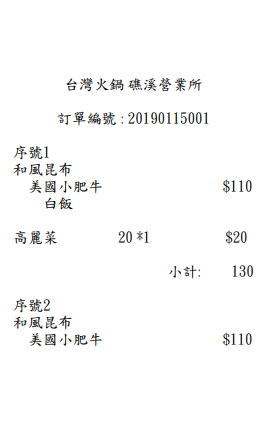 台灣火鍋 礁溪營業所
訂單編號 : 20190115001
序號1
和風昆布
美國小肥牛 $110
白飯
高麗菜 20 *1 $20
小計: 130
序號2
和風昆布
美國小肥牛 $110